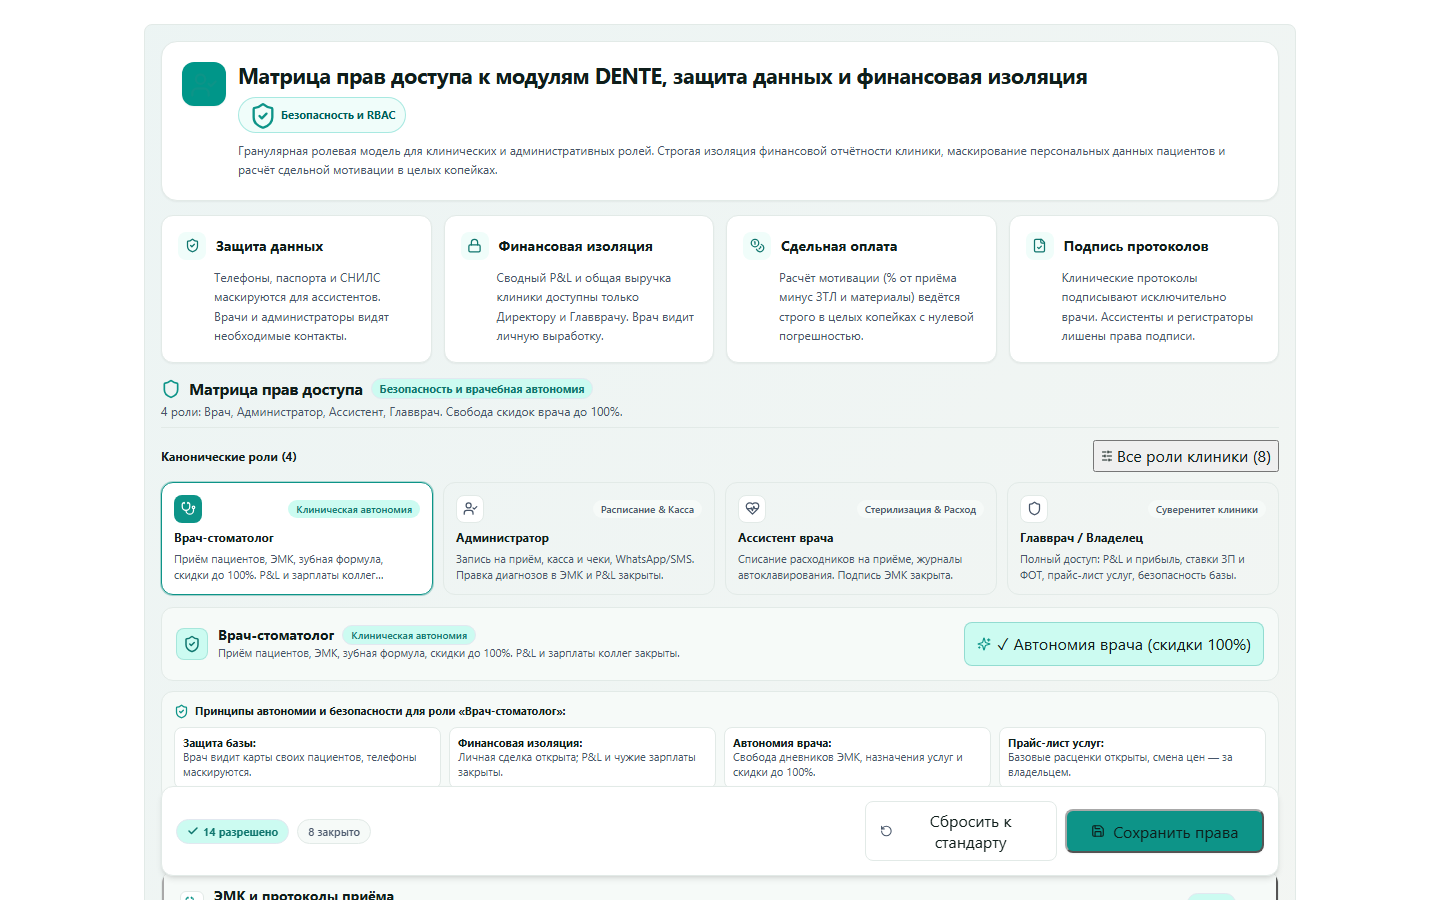 Матрица прав доступа к модулям DENTE, защита данных и финансовая изоляция
Безопасность и RBAC
Гранулярная ролевая модель для клинических и административных ролей. Строгая изоляция финансовой отчётности клиники, маскирование персональных данных пациентов и
расчёт сдельной мотивации в целых копейках.
Защита данных
Телефоны, паспорта и СНИЛС
маскируются для ассистентов.
Врачи и администраторы видят
необходимые контакты.
Финансовая изоляция
Сводный P&L и общая выручка
клиники доступны только
Директору и Главврачу. Врач видит
личную выработку.
Сдельная оплата
Расчёт мотивации (% от приёма
минус ЗТЛ и материалы) ведётся
строго в целых копейках с нулевой
погрешностью.
Подпись протоколов
Клинические протоколы
подписывают исключительно
врачи. Ассистенты и регистраторы
лишены права подписи.
Матрица прав доступа
Безопасность и врачебная автономия
4 роли: Врач, Администратор, Ассистент, Главврач. Свобода скидок врача до 100%.
Канонические роли (4)
Все роли клиники (8)
Клиническая автономия
Врач-стоматолог
Приём пациентов, ЭМК, зубная формула,
скидки до 100%. P&L и зарплаты коллег...
Расписание & Касса
Администратор
Запись на приём, касса и чеки, WhatsApp/SMS.
Правка диагнозов в ЭМК и P&L закрыты.
Стерилизация & Расход
Ассистент врача
Списание расходников на приёме, журналы
автоклавирования. Подпись ЭМК закрыта.
Суверенитет клиники
Главврач / Владелец
Полный доступ: P&L и прибыль, ставки ЗП и
ФОТ, прайс-лист услуг, безопасность базы.
Врач-стоматолог
Клиническая автономия
Приём пациентов, ЭМК, зубная формула, скидки до 100%. P&L и зарплаты коллег закрыты.
✓ Автономия врача (скидки 100%)
Принципы автономии и безопасности для роли «Врач-стоматолог»:
Защита базы:
Врач видит карты своих пациентов, телефоны
маскируются.
Финансовая изоляция:
Личная сделка открыта; P&L и чужие зарплаты
закрыты.
Автономия врача:
Свобода дневников ЭМК, назначения услуг и
скидки до 100%.
Прайс-лист услуг:
Базовые расценки открыты, смена цен — за
владельцем.
14 разрешено
8 закрыто
Сбросить к
стандарту
Сохранить права
ЭМК и протоколы приёма